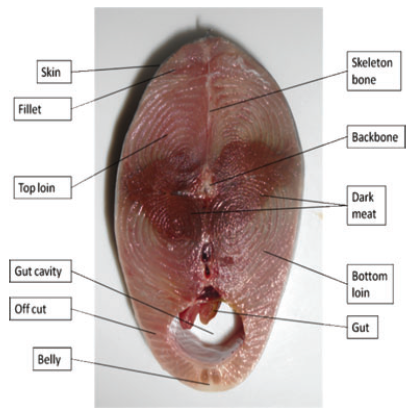 Skin
Fillet
Top loin
Gut cavity
Off cut
Belly
Skeleton
bone
Backbone
Dark
meat
Bottom
loin
Gut